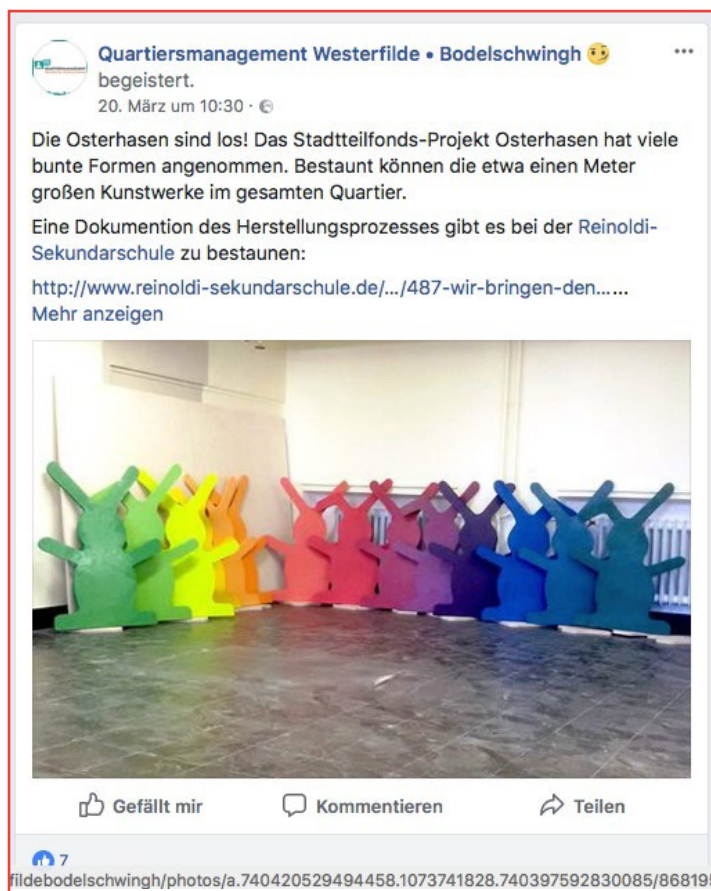 Quartiersmanagement Westerfilde • Bodelschwingh
begeistert.
20. März um 10:30 ·
Die Osterhasen sind los! Das Stadtteilfonds-Projekt Osterhasen hat viele
bunte Formen angenommen. Bestaunt können die etwa einen Meter
großen Kunstwerke im gesamten Quartier.
Eine Dokumention des Herstellungsprozesses gibt es bei der Reinoldi-
Sekundarschule zu bestaunen:
http://www.reinoldi-sekundarschule.de/.../487-wir-bringen-den......
Mehr anzeigen
Gefällt mir Kommentieren Teilen
7
fildebodelschwingh/photos/a.740420529494458.1073741828.740397592830085/868195